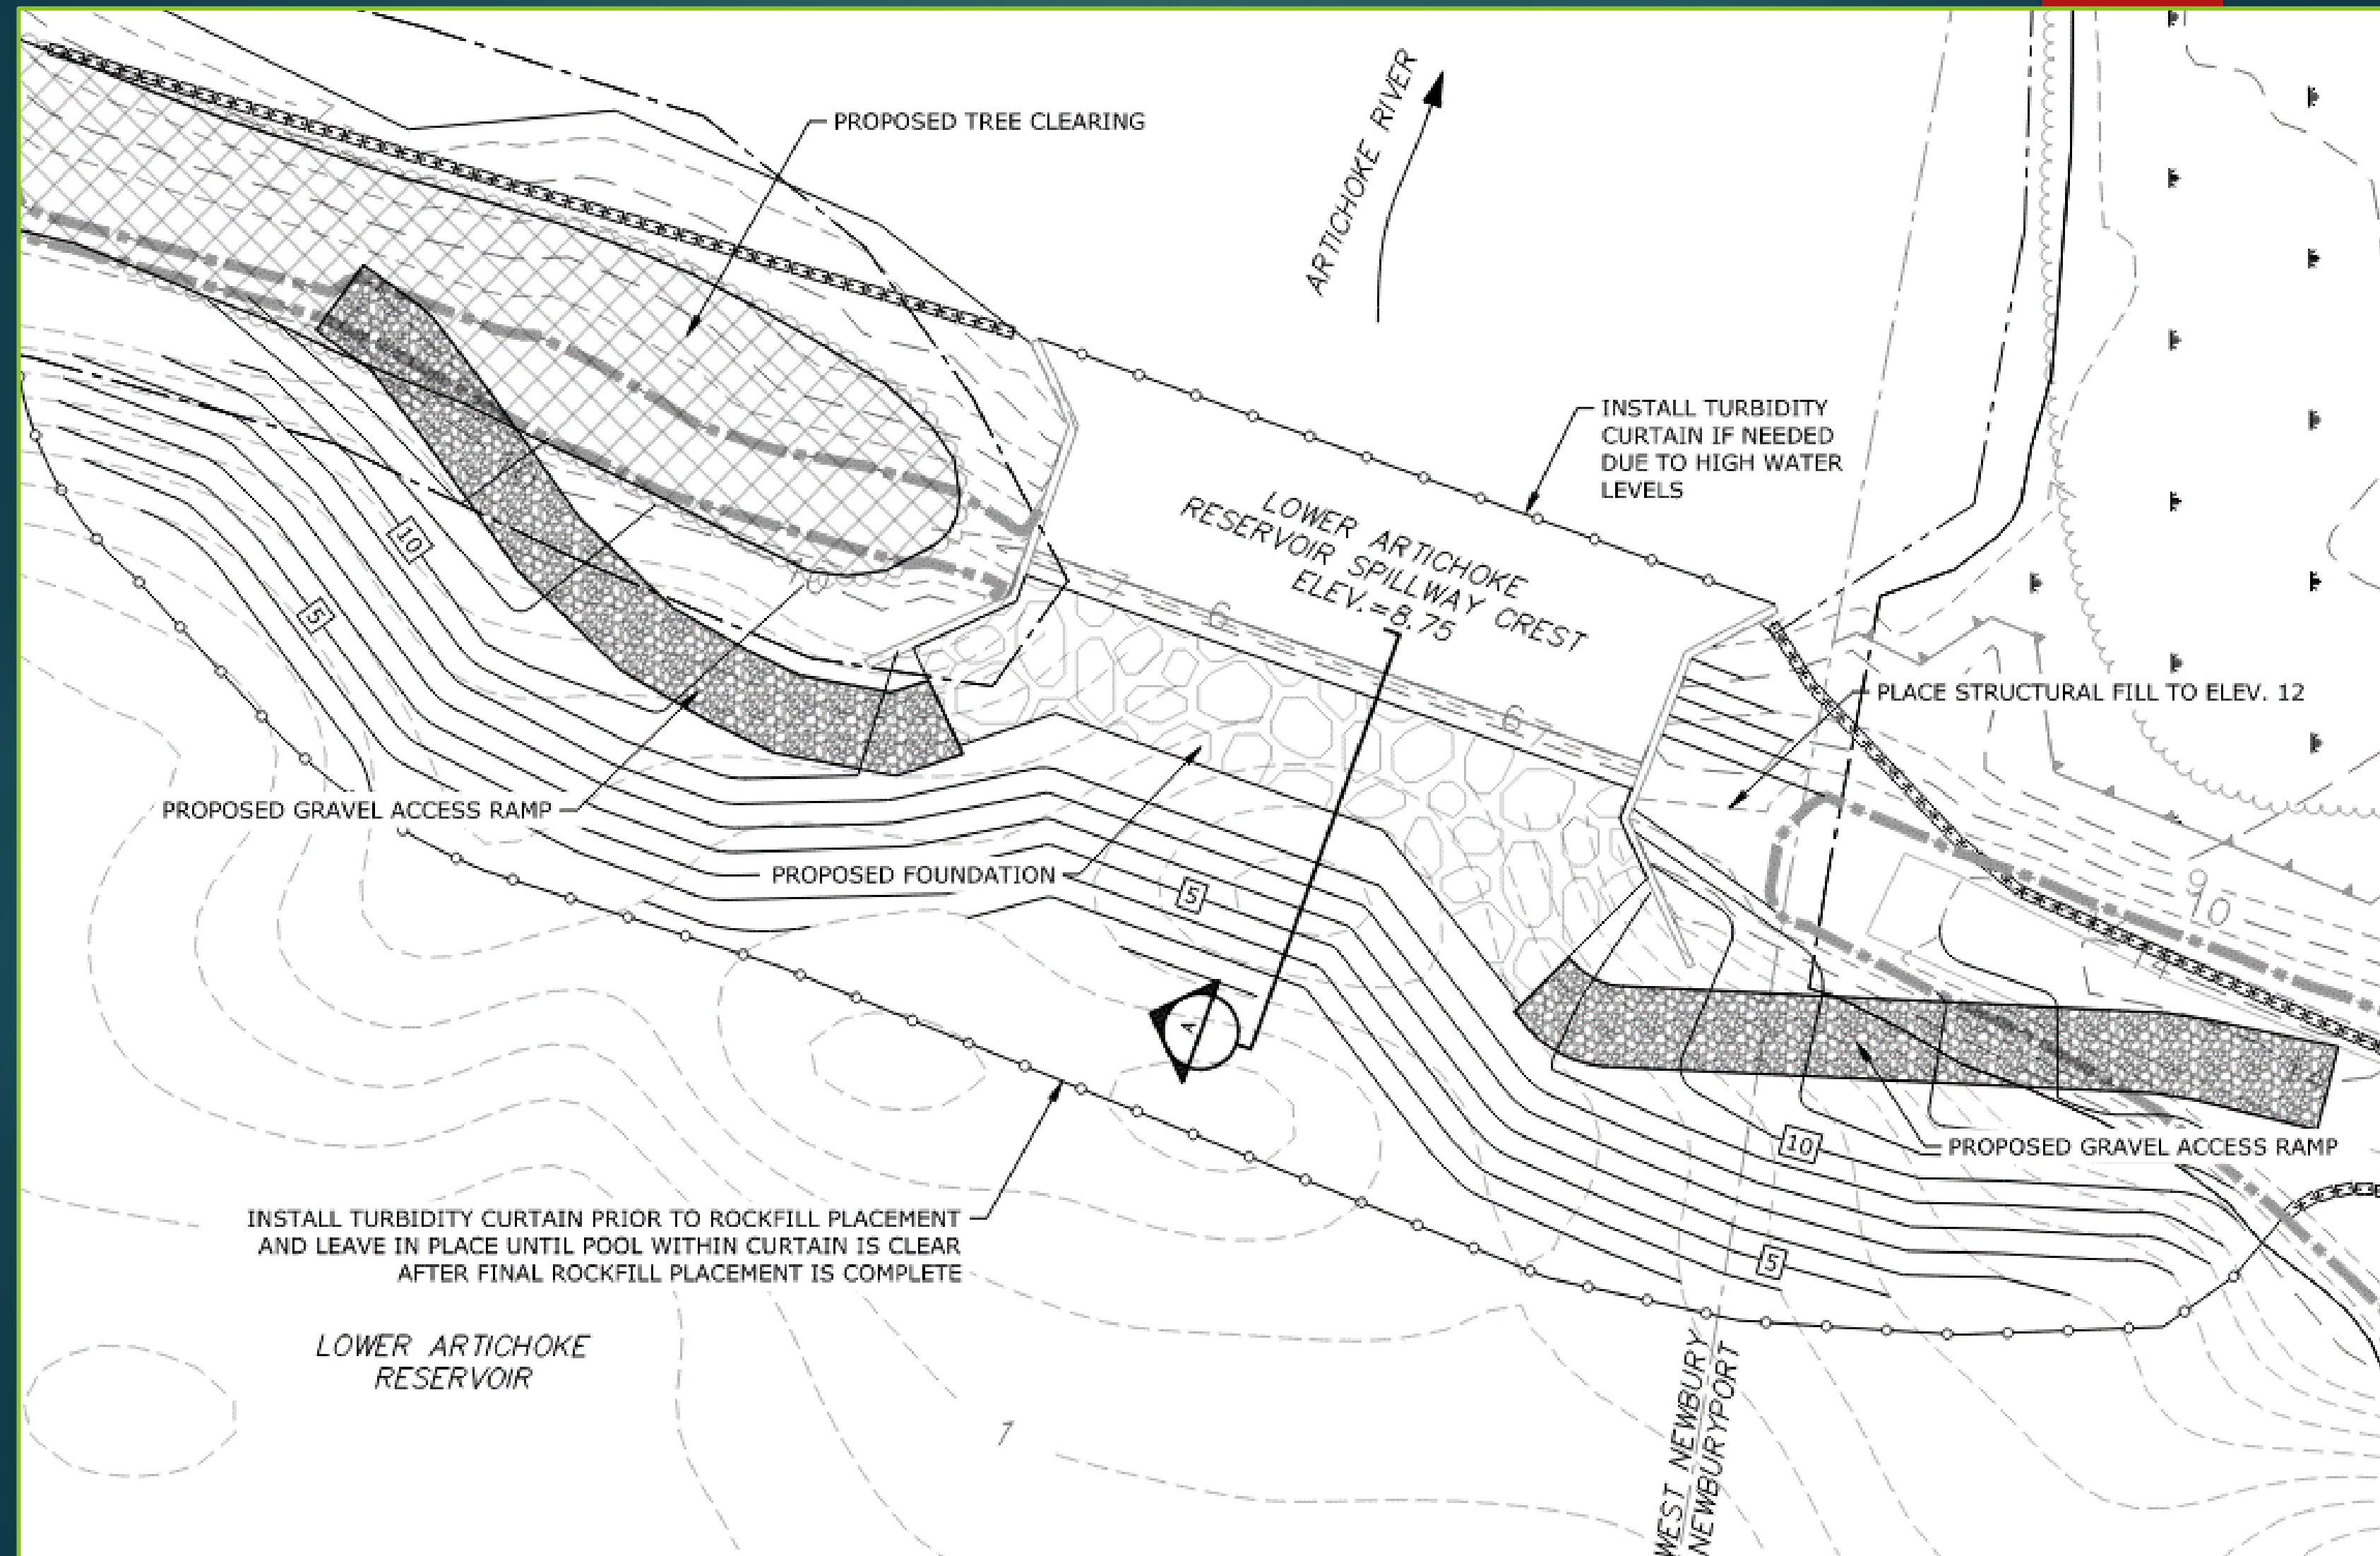 PROPOSED TREE CLEARING
ARTICHOKE RIVER
INSTALL TURBIDITY
CURTAIN IF NEEDED
DUE TO HIGH WATER
LEVELS
LOWER ARTICHOKE
RESERVOIR SPILLWAY CREST
ELEV.=8.75
10
5
7
6
6
PLACE STRUCTURAL FILL TO ELEV. 12
PROPOSED GRAVEL ACCESS RAMP
PROPOSED FOUNDATION
5
9
10
14
A
10
PROPOSED GRAVEL ACCESS RAMP
INSTALL TURBIDITY CURTAIN PRIOR TO ROCKFILL PLACEMENT
AND LEAVE IN PLACE UNTIL POOL WITHIN CURTAIN IS CLEAR
AFTER FINAL ROCKFILL PLACEMENT IS COMPLETE
5
LOWER ARTICHOKE
RESERVOIR
1
WEST NEWBURY
NEWBURYPORT